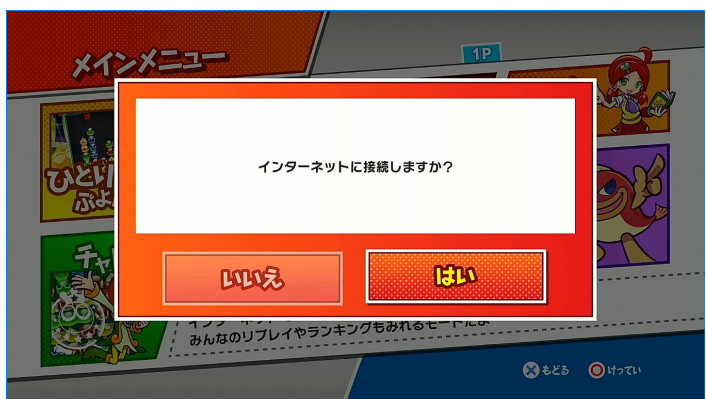 メインメニュー
1P
インターネットに接続しますか?
いいえ
はい
みんなのリプレイやランキングもみれるモードだよ
もどる
けってい